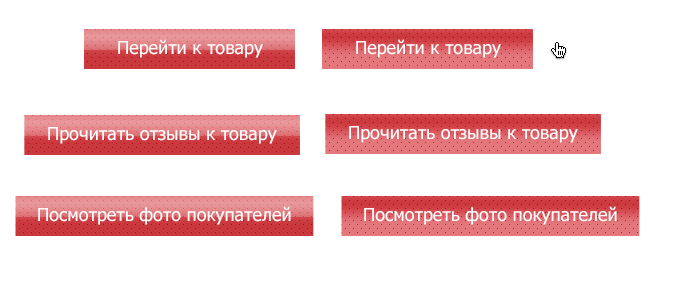 Перейти к товару Перейти к товару
Прочитать отзывы к товару Прочитать отзывы к товару
Посмотреть фото покупателей Посмотреть фото покупателей